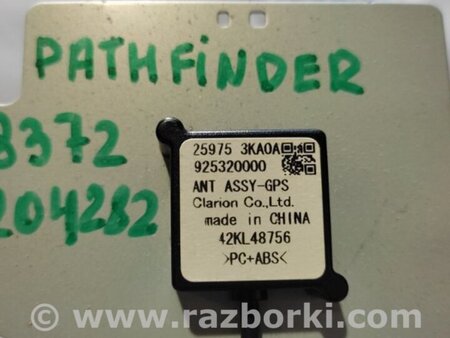 PATHFINDER
8372
204282
25975 3KA0A
925320000
ANT ASSY-GPS
Clarion Co.,Ltd.
made in CHINA
42KL48756
>PC+ABS<
© www.razborki.com